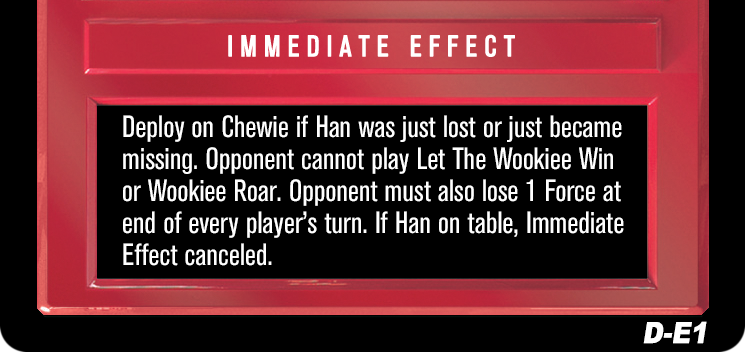 IMMEDIATE EFFECT
Deploy on Chewie if Han was just lost or just became
missing. Opponent cannot play Let The Wookiee Win
or Wookiee Roar. Opponent must also lose 1 Force at
end of every player’s turn. If Han on table, Immediate
Effect canceled.
D-E1